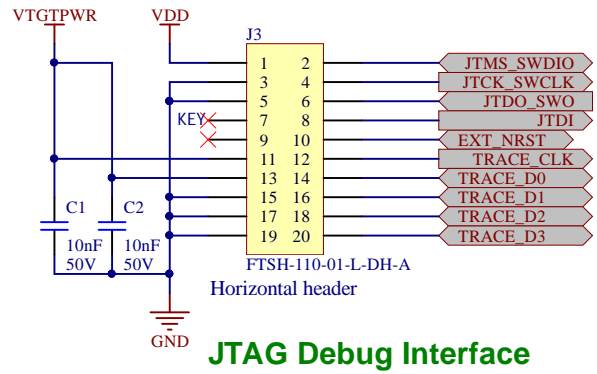 VTGTPWR VDD
J3
1 2 JTMS_SWDIO
3 4 JTCK_SWCLK
5 6 JTDO_SWO
KEY 7 8 JTDI
9 10 EXT_NRST
11 12 TRACE_CLK
13 14 TRACE_D0
15 16 TRACE_D1
17 18 TRACE_D2
19 20 TRACE_D3
C1 C2
10nF 10nF
50V 50V
FTSH-110-01-L-DH-A
Horizontal header
GND
JTAG Debug Interface